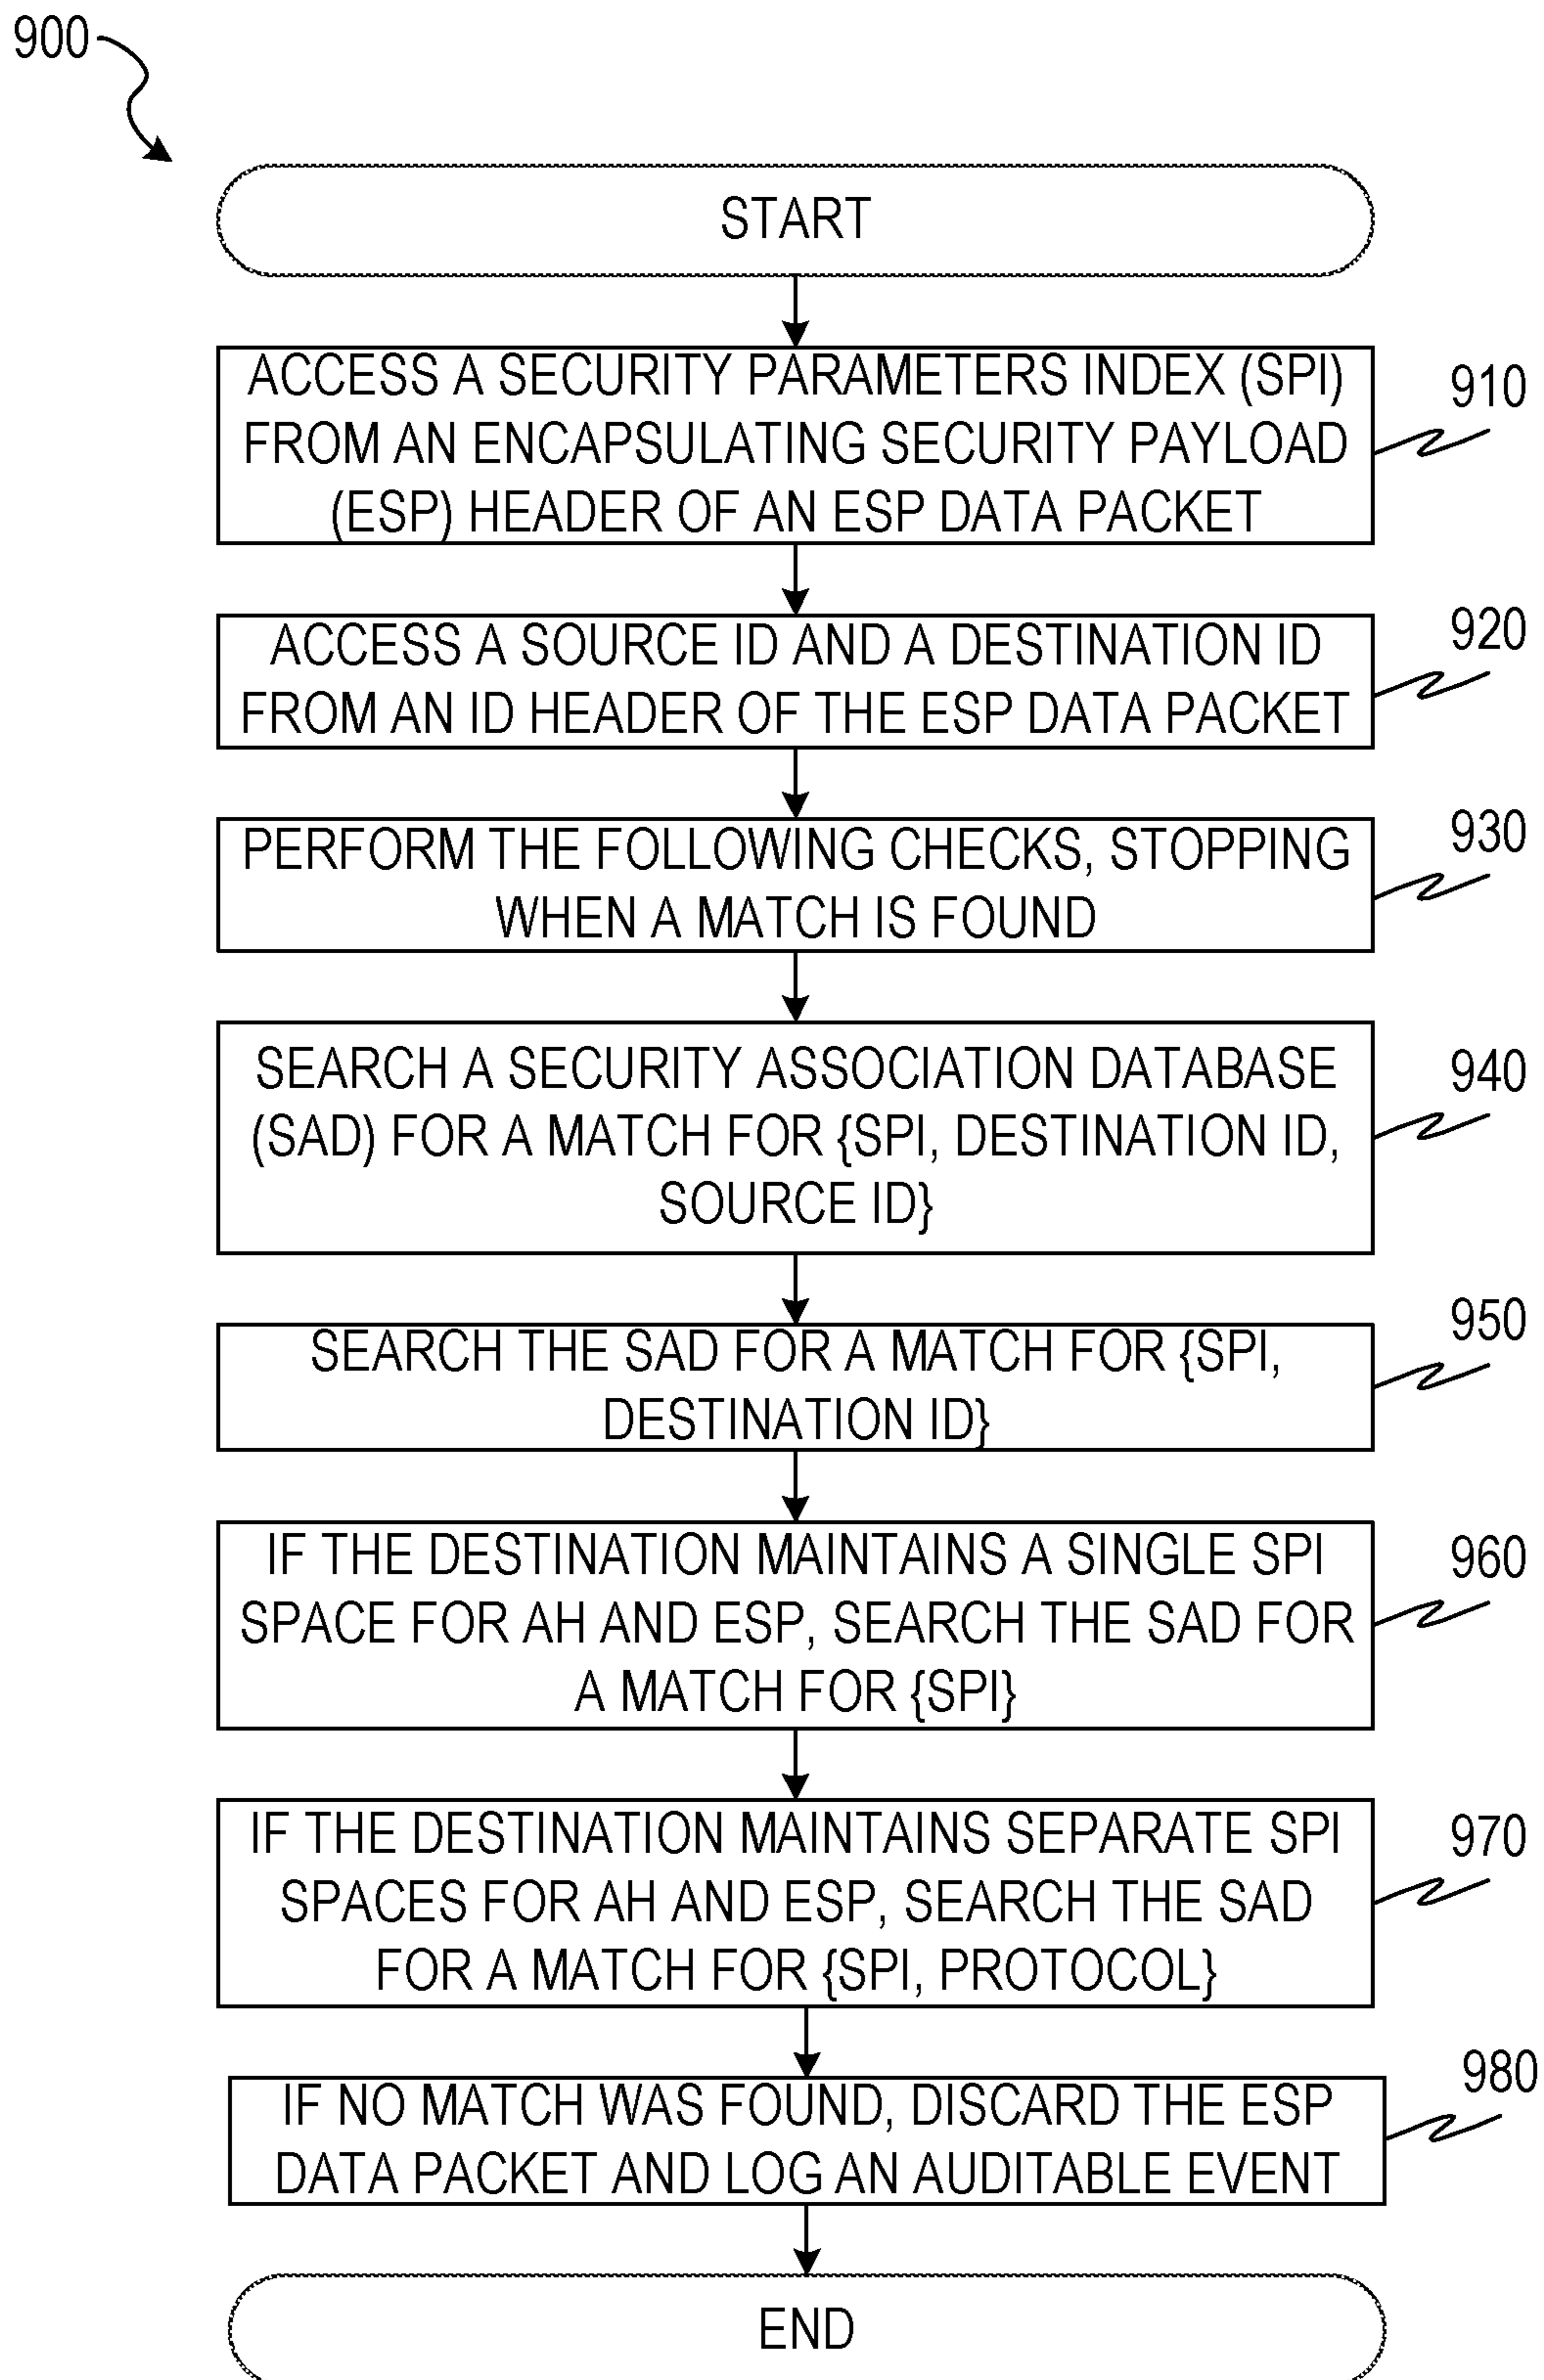 900
START
ACCESS A SECURITY PARAMETERS INDEX (SPI)
FROM AN ENCAPSULATING SECURITY PAYLOAD
(ESP) HEADER OF AN ESP DATA PACKET
910
ACCESS A SOURCE ID AND A DESTINATION ID
FROM AN ID HEADER OF THE ESP DATA PACKET
920
PERFORM THE FOLLOWING CHECKS, STOPPING
WHEN A MATCH IS FOUND
930
SEARCH A SECURITY ASSOCIATION DATABASE
(SAD) FOR A MATCH FOR {SPI, DESTINATION ID,
SOURCE ID}
940
SEARCH THE SAD FOR A MATCH FOR {SPI,
DESTINATION ID}
950
IF THE DESTINATION MAINTAINS A SINGLE SPI
SPACE FOR AH AND ESP, SEARCH THE SAD FOR
A MATCH FOR {SPI}
960
IF THE DESTINATION MAINTAINS SEPARATE SPI
SPACES FOR AH AND ESP, SEARCH THE SAD
FOR A MATCH FOR {SPI, PROTOCOL}
970
IF NO MATCH WAS FOUND, DISCARD THE ESP
DATA PACKET AND LOG AN AUDITABLE EVENT
980
END